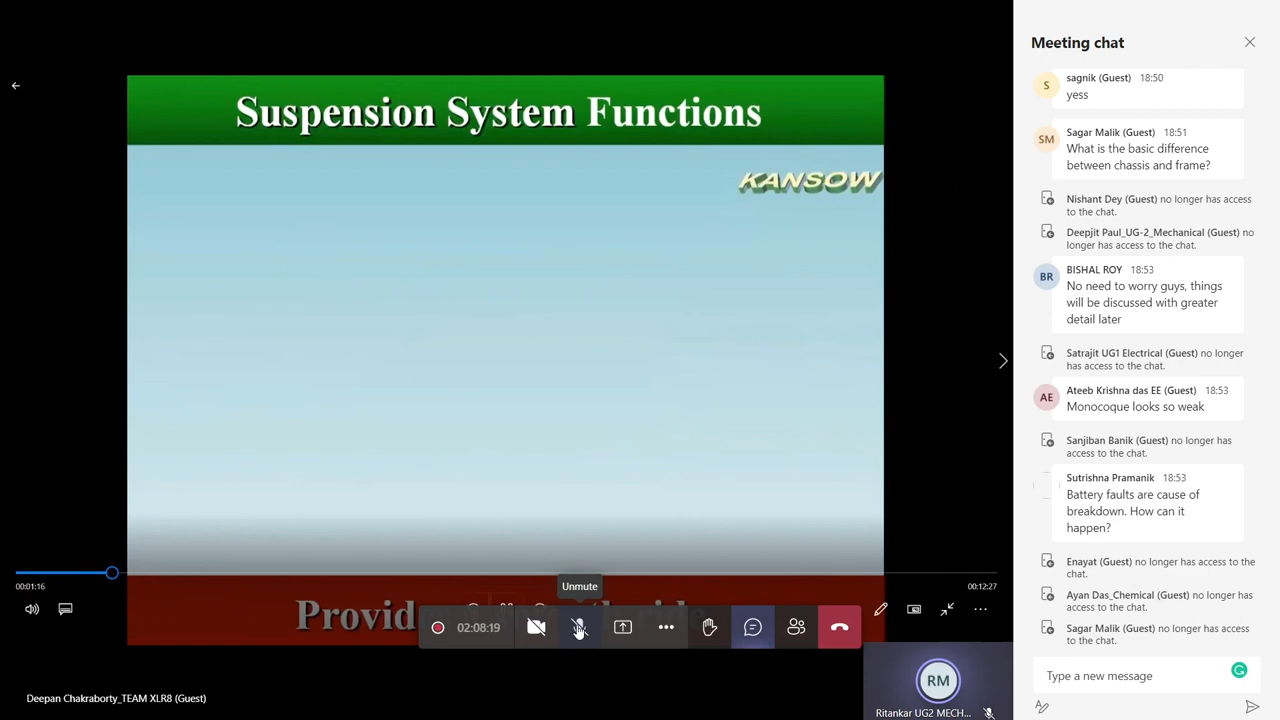 Suspension System Functions
KANSOW
00:01:16
00:12:27
Unmute
02:08:19
Deepan Chakraborty_TEAM XLR8 (Guest)
RM
Ritankar UG2 MECH...
Meeting chat
S
sagnik (Guest) 18:50
yess
SM
Sagar Malik (Guest) 18:51
What is the basic difference
between chassis and frame?
Nishant Dey (Guest) no longer has access
to the chat.
Deepjit Paul_UG-2_Mechanical (Guest) no
longer has access to the chat.
BR
BISHAL ROY 18:53
No need to worry guys, things
will be discussed with greater
detail later
Satrajit UG1 Electrical (Guest) no longer
has access to the chat.
AE
Ateeb Krishna das EE (Guest) 18:53
Monocoque looks so weak
Sanjiban Banik (Guest) no longer has
access to the chat.
Sutrishna Pramanik 18:53
Battery faults are cause of
breakdown. How can it
happen?
Enayat (Guest) no longer has access to the
chat.
Ayan Das_Chemical (Guest) no longer has
access to the chat.
Sagar Malik (Guest) no longer has access
to the chat.
Type a new message